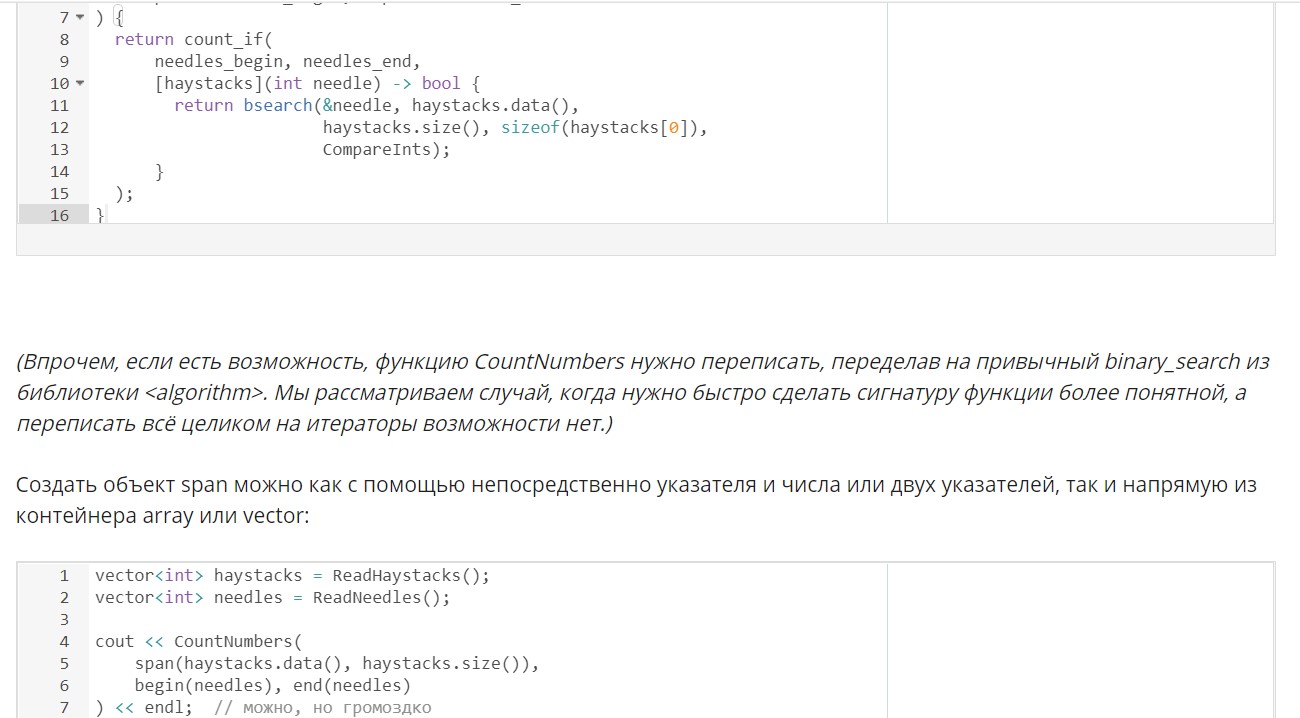 7 ) {
8 return count_if(
9 needles_begin, needles_end,
10 [haystacks](int needle) -> bool {
11 return bsearch(&needle, haystacks.data(),
12 haystacks.size(), sizeof(haystacks[0]),
13 CompareInts);
14 }
15 );
16 }
(Впрочем, если есть возможность, функцию CountNumbers нужно переписать, переделав на привычный binary_search из
библиотеки <algorithm>. Мы рассматриваем случай, когда нужно быстро сделать сигнатуру функции более понятной, а
переписать всё целиком на итераторы возможности нет.)
Создать объект span можно как с помощью непосредственно указателя и числа или двух указателей, так и напрямую из
контейнера array или vector:
1 vector<int> haystacks = ReadHaystacks();
2 vector<int> needles = ReadNeedles();
3
4 cout << CountNumbers(
5 span(haystacks.data(), haystacks.size()),
6 begin(needles), end(needles)
7 ) << endl; // можно, но громоздко